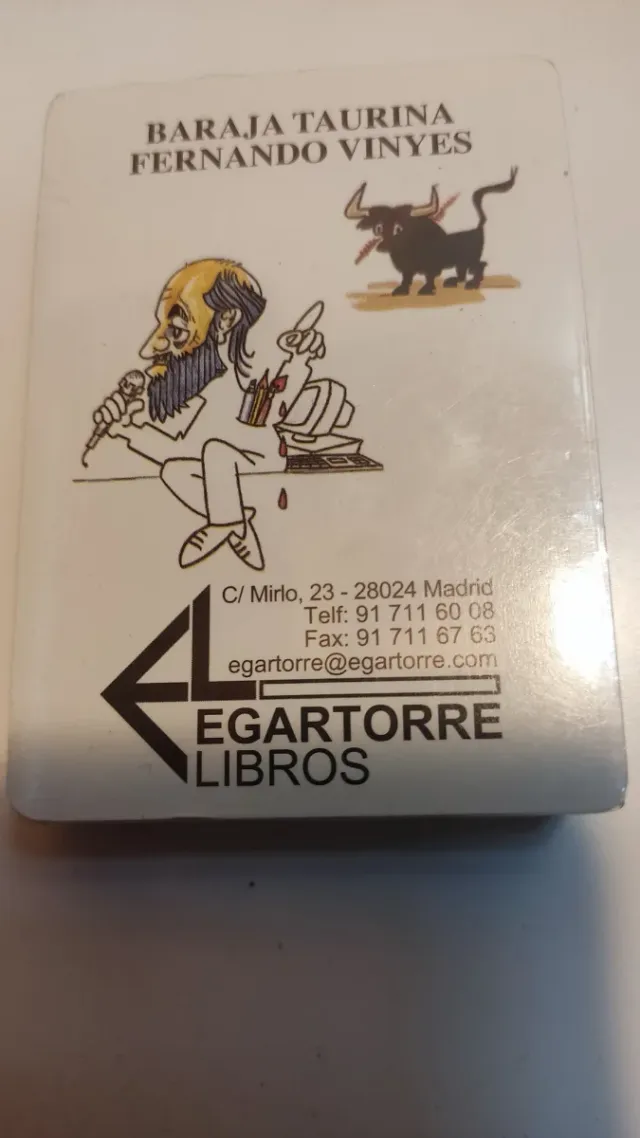 BARAJA TAURINA
FERNANDO VINYES
C/ Mirlo, 23 - 28024 Madrid
Telf: 91 711 60 08
Fax: 91 711 67 63
egartorre@egartorre.com
EL
EGARTORRE
LIBROS